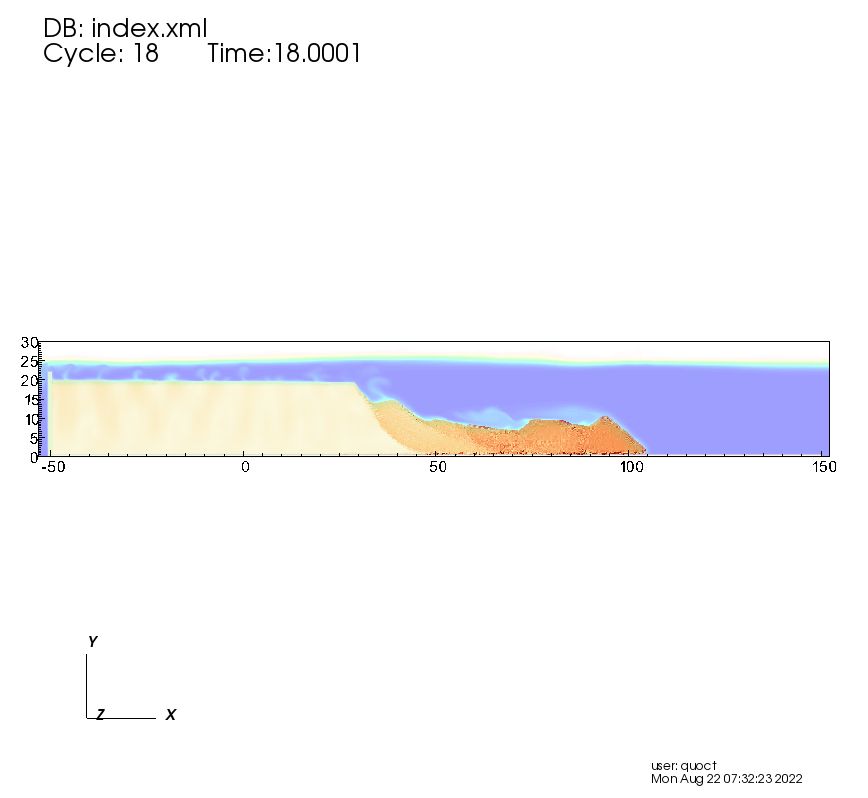 DB: index.xml
Cycle: 18 Time:18.0001
30
25
20
15
10
5
0
-50 0 50 100 150
Y
Z X
user: quoct
Mon Aug 22 07:32:23 2022